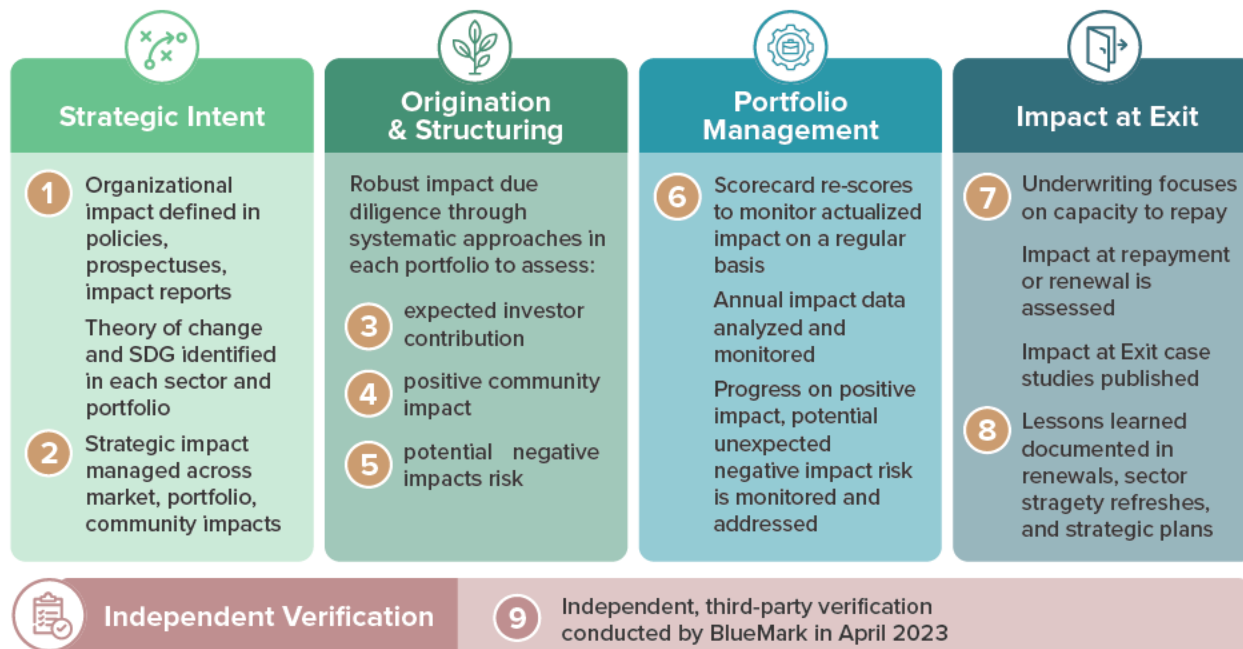 Strategic Intent
1
Organizational
impact defined in
policies,
prospectuses,
impact reports
Theory of change
and SDG identified
in each sector and
portfolio
2
Strategic impact
managed across
market, portfolio,
community impacts
Origination
& Structuring
Robust impact due
diligence through
systematic approaches in
each portfolio to assess:
3
expected investor
contribution
4
positive community
impact
5
potential negative
impacts risk
Portfolio
Management
6
Scorecard re-scores
to monitor actualized
impact on a regular
basis
Annual impact data
analyzed and
monitored
Progress on positive
impact, potential
unexpected
negative impact risk
is monitored and
addressed
Impact at Exit
7
Underwriting focuses
on capacity to repay
Impact at repayment
or renewal is
assessed
Impact at Exit case
studies published
8
Lessons learned
documented in
renewals, sector
stragety refreshes,
and strategic plans
Independent Verification
9
Independent, third-party verification
conducted by BlueMark in April 2023